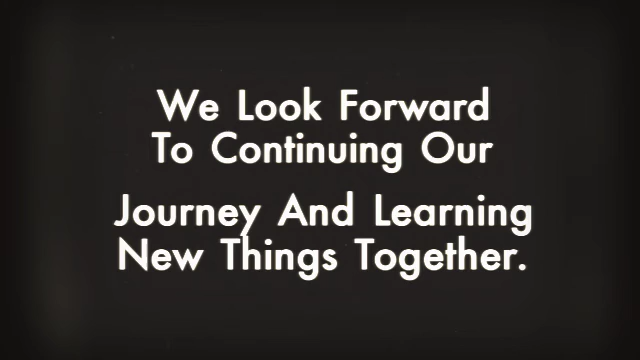 We Look Forward
To Continuing Our
Journey And Learning
New Things Together.